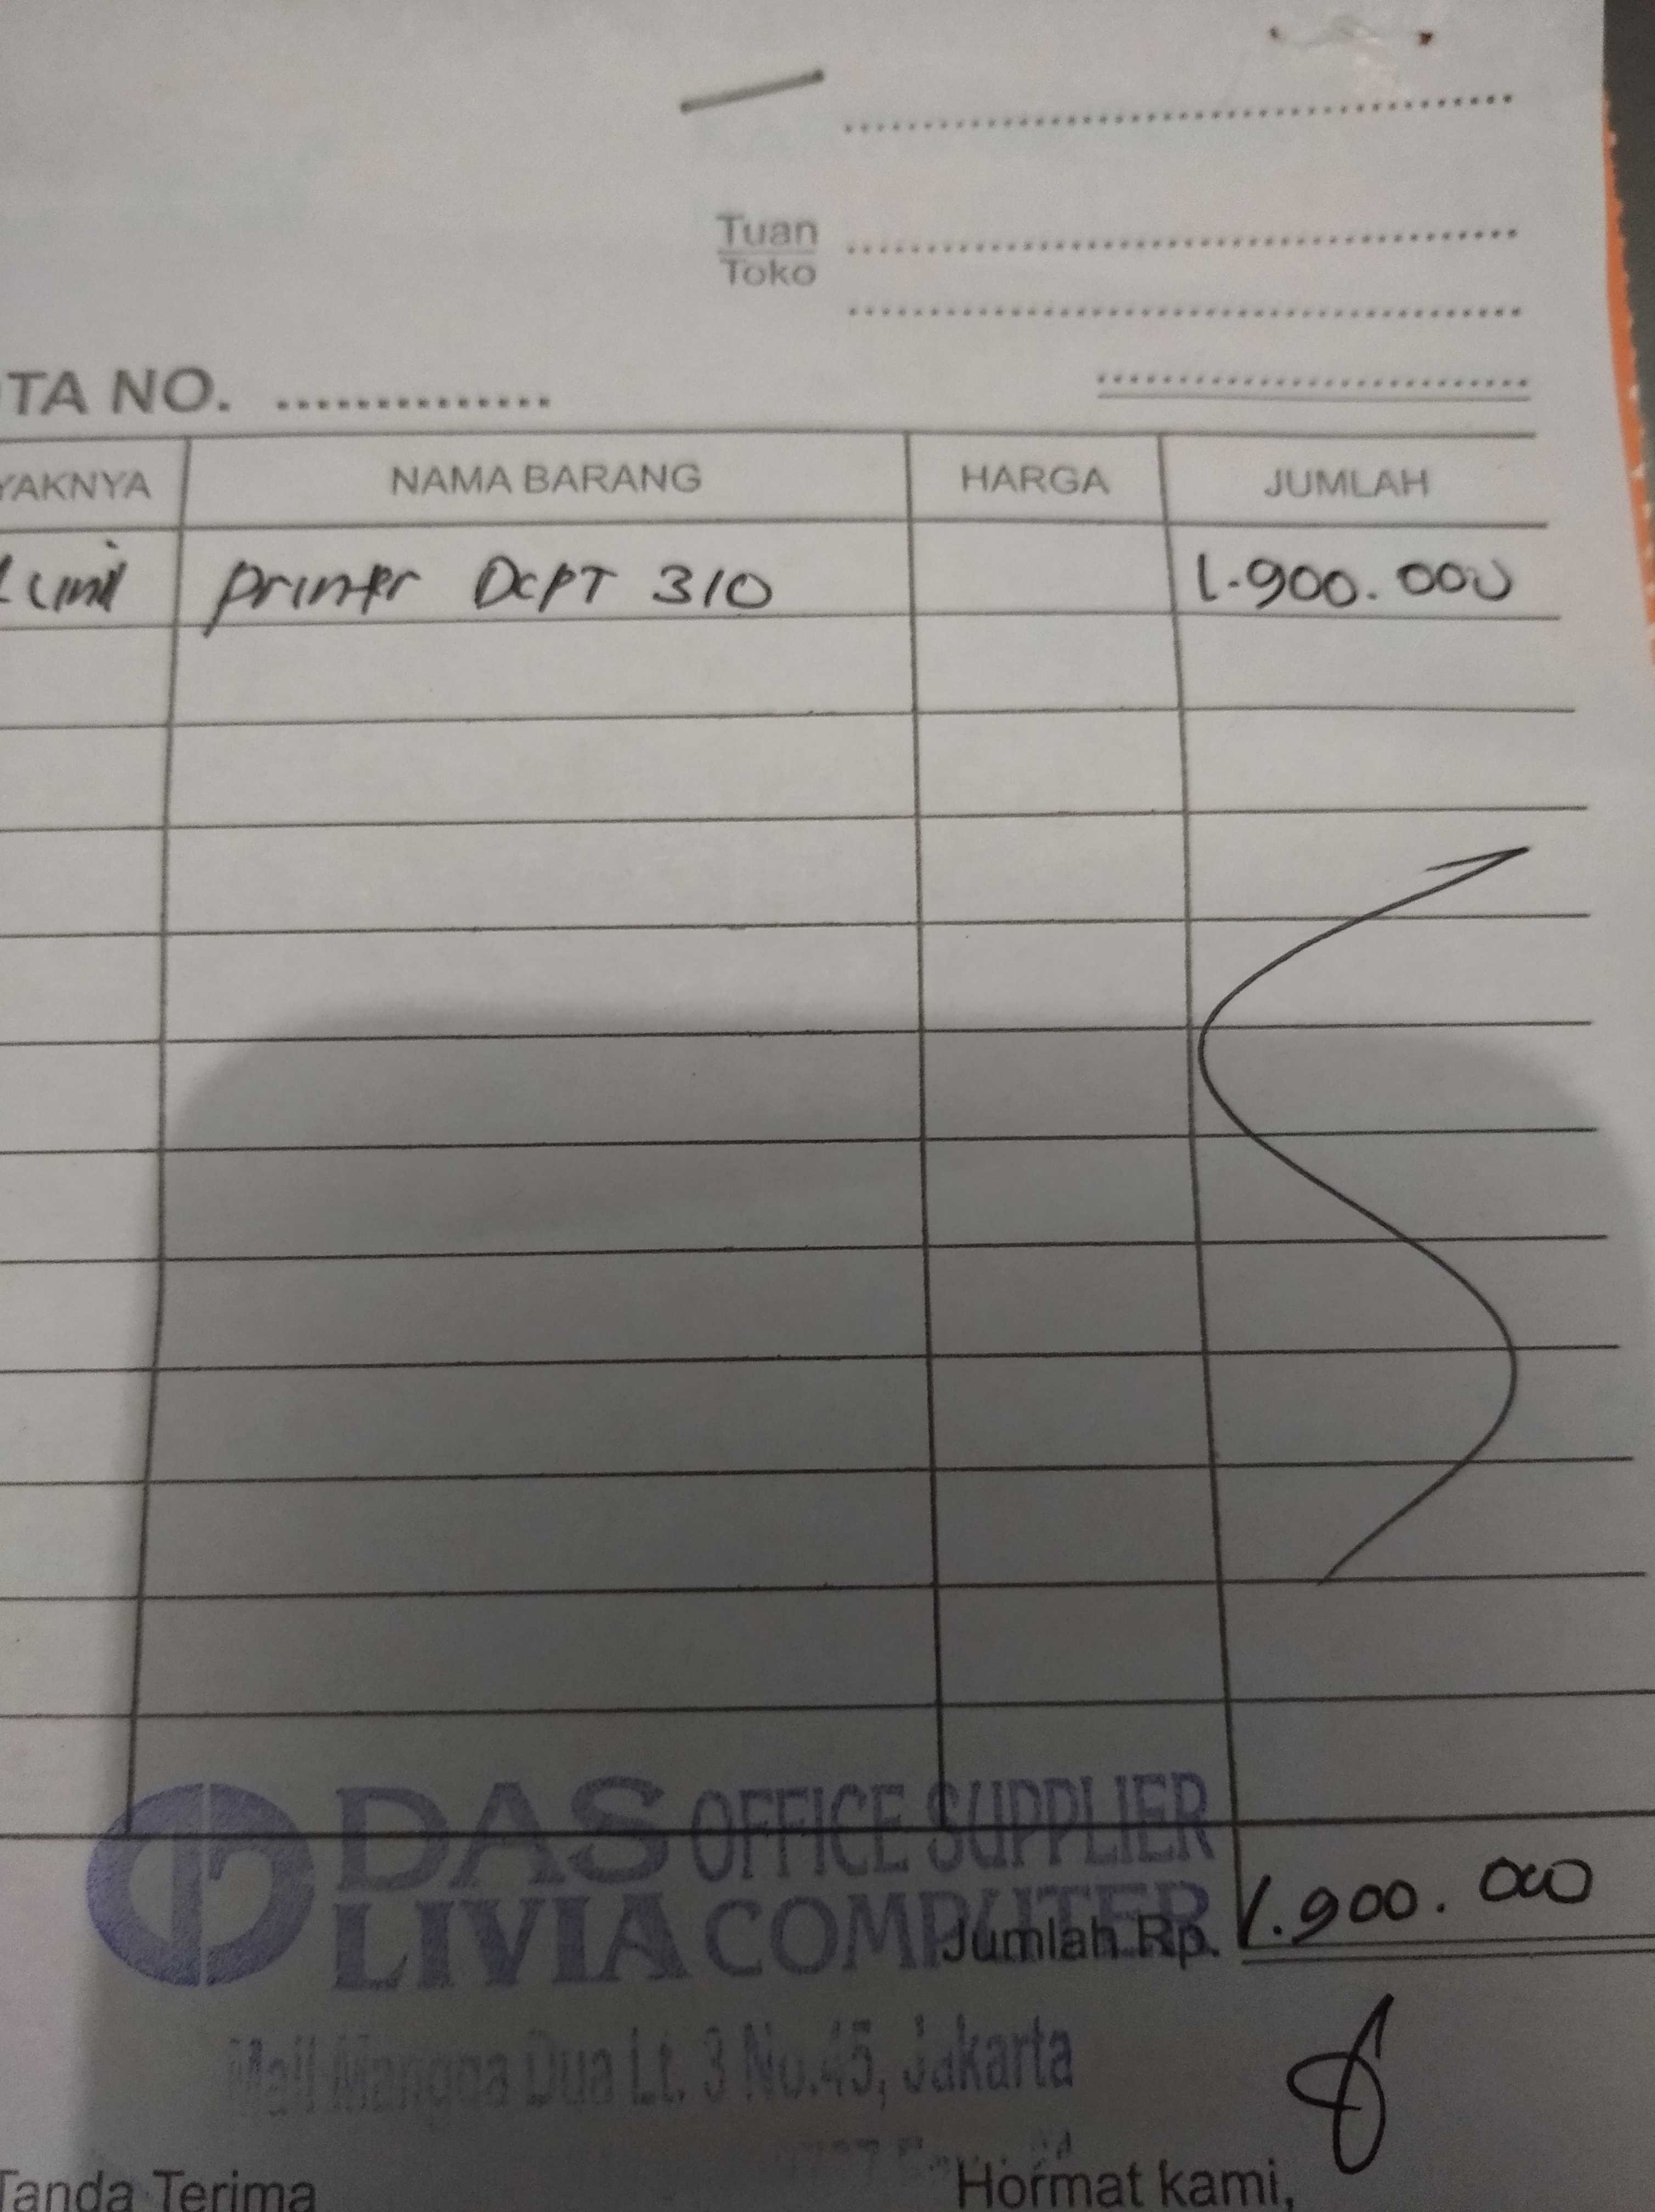 Tuan
Toko
TA NO. ...............
YAKNYA NAMA BARANG HARGA JUMLAH
unit printer DCPT 310 1.900.000
DAS OFFICE SUPPLIER
LIVIA COMPUTER
Jumlah Rp. 1.900.000
Mall Mangga Dua Lt. 3 No.45, Jakarta
Tanda Terima Hormat kami,